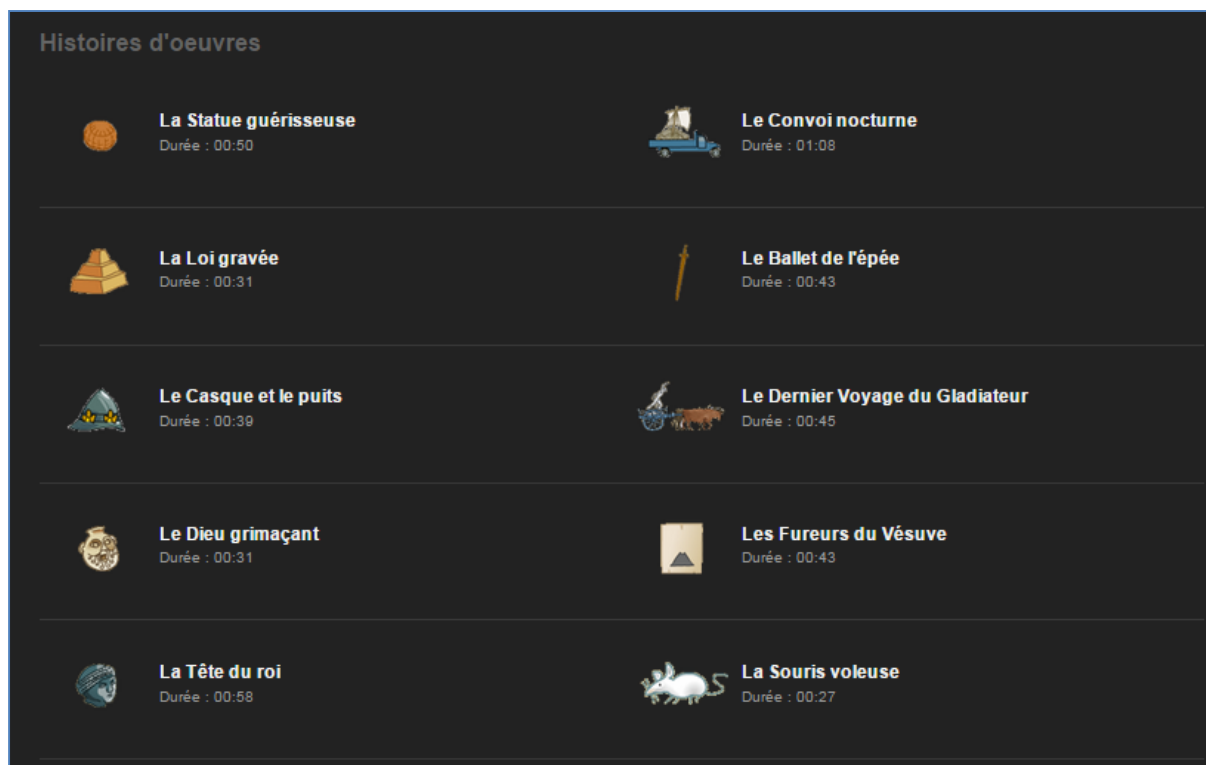 Histoires d'oeuvres
La Statue guérisseuse
Durée : 00:50
Le Convoi nocturne
Durée : 01:08
La Loi gravée
Durée : 00:31
Le Ballet de l'épée
Durée : 00:43
Le Casque et le puits
Durée : 00:39
Le Dernier Voyage du Gladiateur
Durée : 00:45
Le Dieu grimaçant
Durée : 00:31
Les Fureurs du Vésuve
Durée : 00:43
La Tête du roi
Durée : 00:58
La Souris voleuse
Durée : 00:27